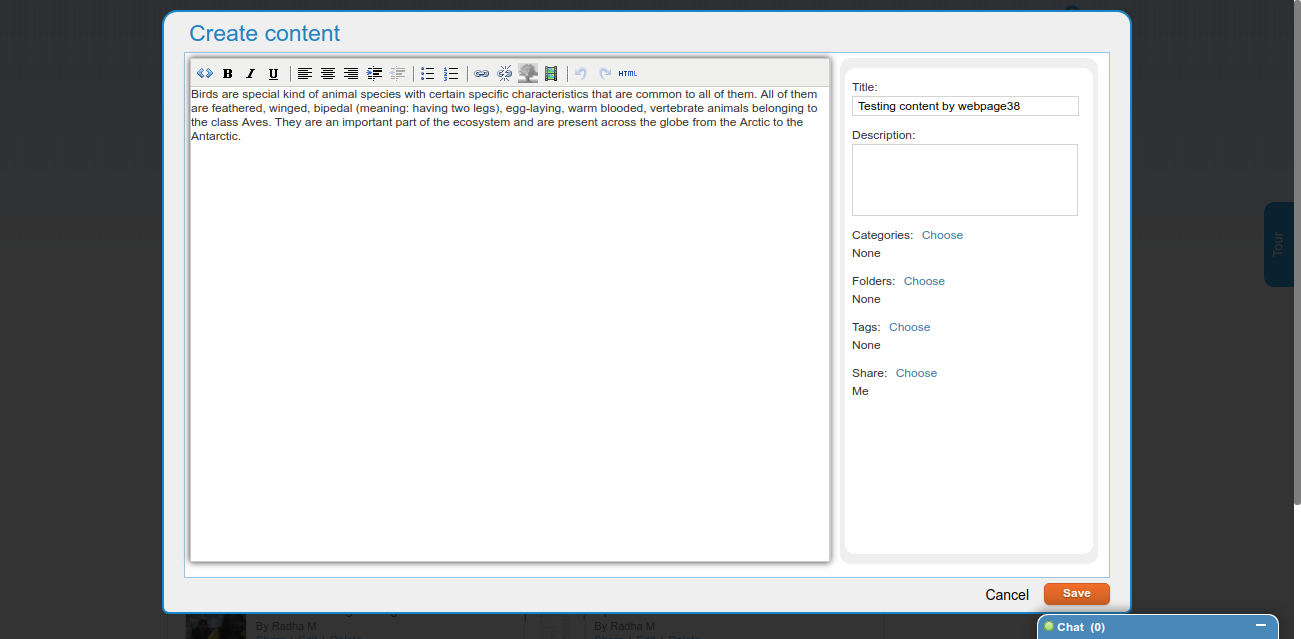 Create content
B I U HTML
Birds are special kind of animal species with certain specific characteristics that are common to all of them. All of them
are feathered, winged, bipedal (meaning: having two legs), egg-laying, warm blooded, vertebrate animals belonging to
the class Aves. They are an important part of the ecosystem and are present across the globe from the Arctic to the
Antarctic.
Title:
Testing content by webpage38
Description:
Categories: Choose
None
Folders: Choose
None
Tags: Choose
None
Share: Choose
Me
Tour
Cancel Save
By Radha M By Radha M
Chat (0)